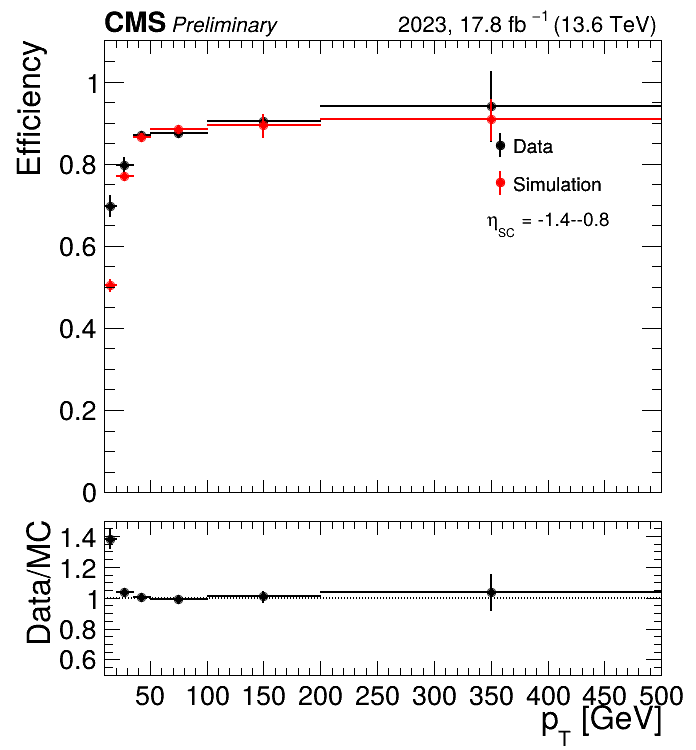 CMS Preliminary 2023, 17.8 fb⁻¹ (13.6 TeV)
Efficiency
1
0.8
0.6
0.4
0.2
0
Data
Simulation
η_SC = -1.4--0.8
Data/MC
1.4
1.2
1
0.8
0.6
50 100 150 200 250 300 350 400 450 500
p_T [GeV]